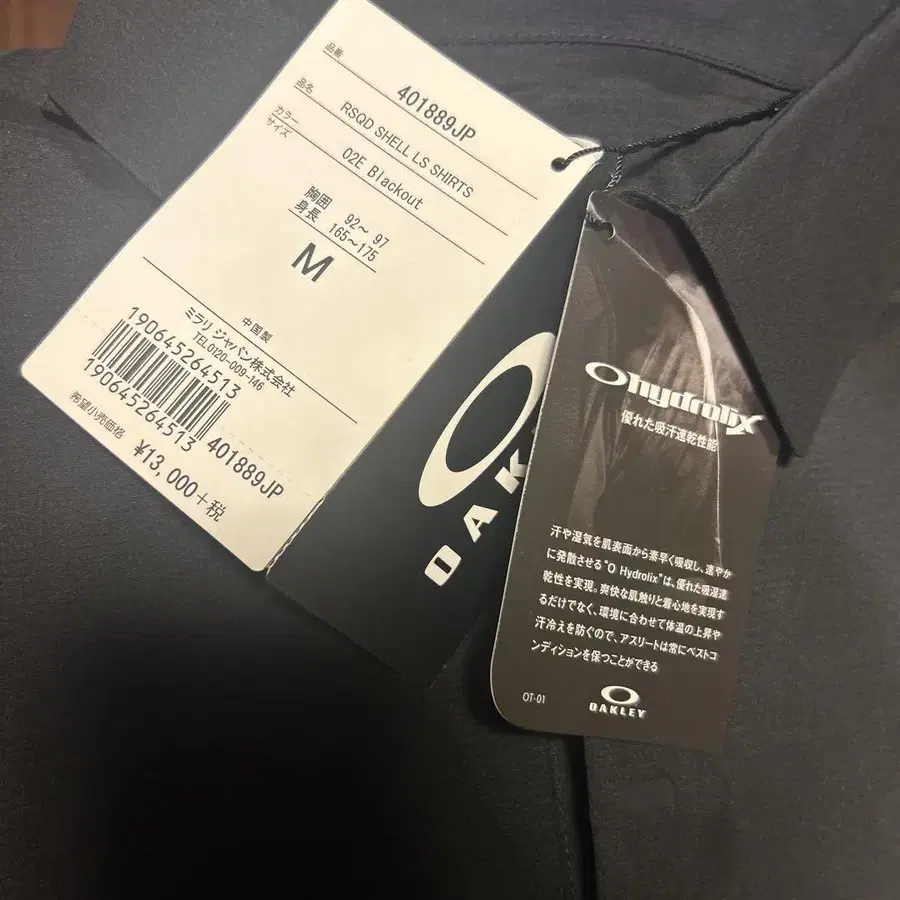 品番
401889JP
品名
RSQD SHELL LS SHIRTS
カラー
02E Blackout
サイズ
胸囲 92～ 97
身長 165～175
M
中国製
ミラリ ジャパン株式会社
TEL0120-009-146
190645264513
190645264513 401889JP
㊞希望小売価格
¥13,000+税
OAK
O hydrolix
優れた吸汗速乾性能
汗や湿気を肌表面から素早く吸収し、速やか
に発散させる"O Hydrolix"は、優れた吸湿速
乾性を実現。爽快な肌触りと着心地を実現す
るだけでなく、環境に合わせて体温の上昇や
汗冷えを防ぐので、アスリートは常にベストコ
ンディションを保つことができる
OT-01
OAKLEY